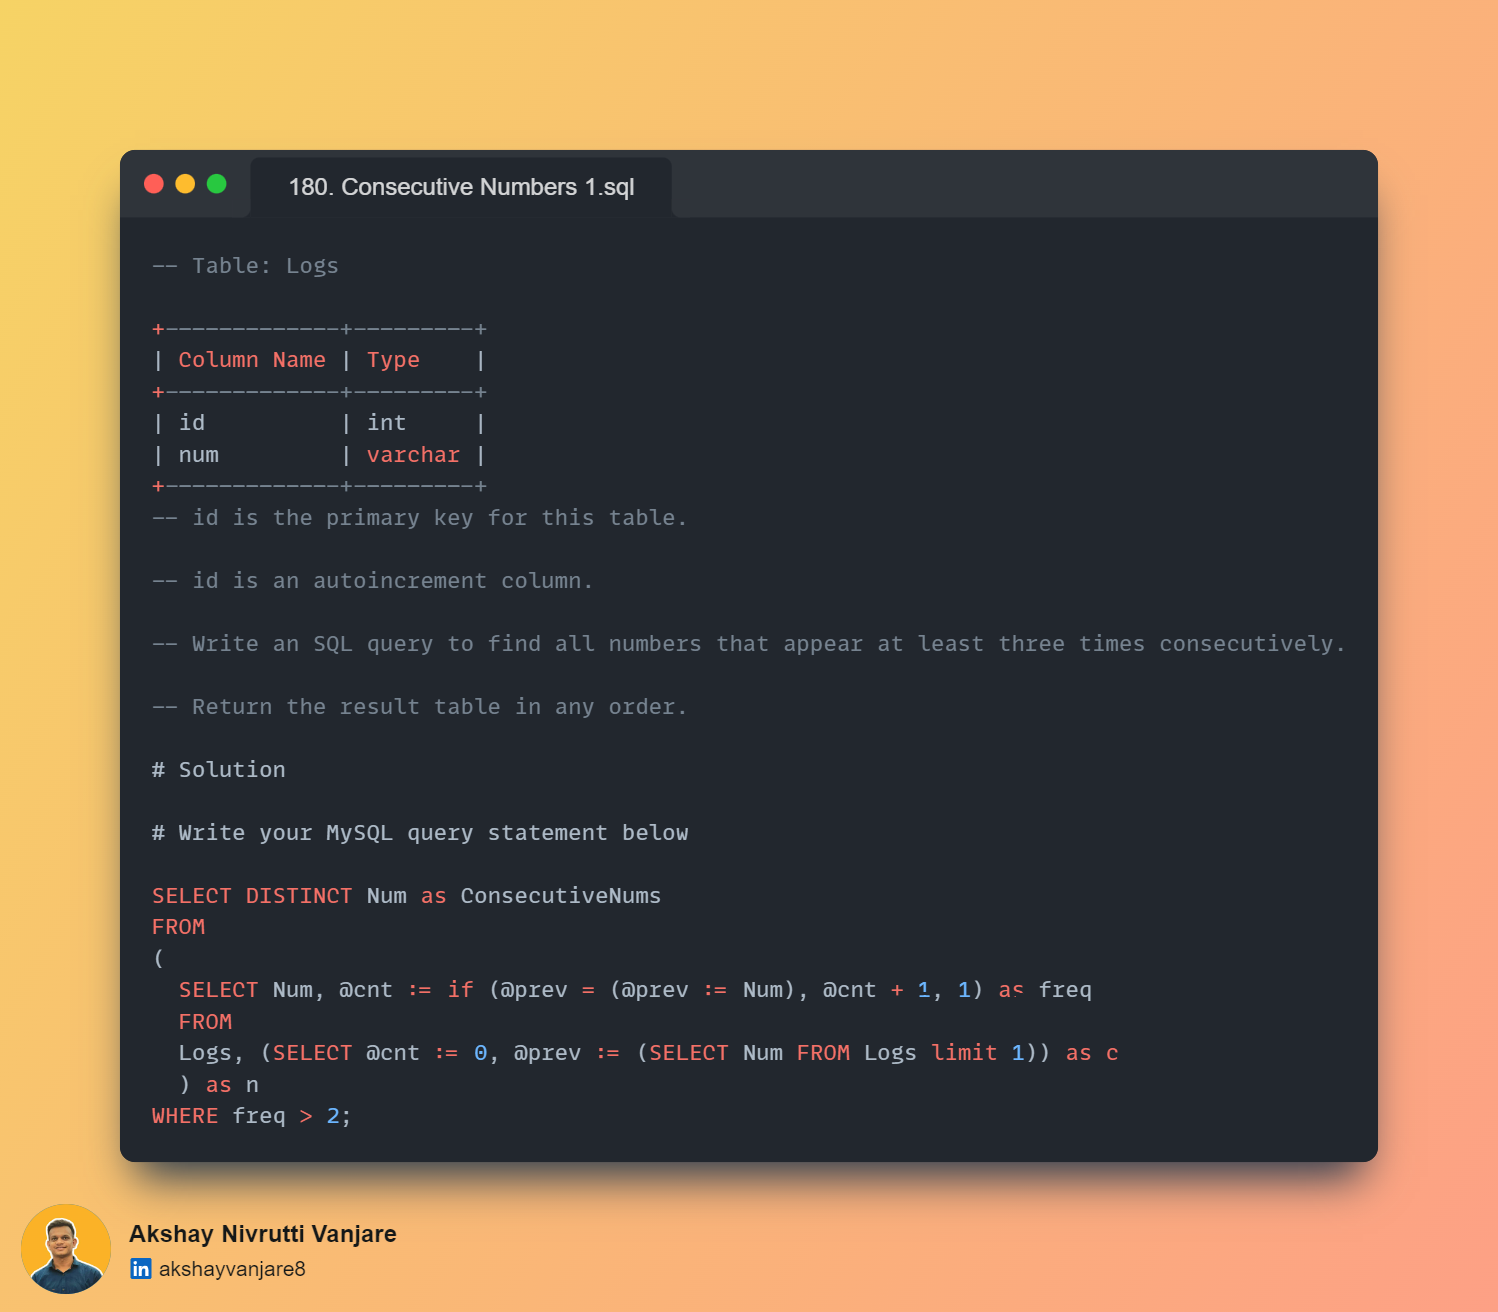 180. Consecutive Numbers 1.sql
-- Table: Logs
+-------------+---------+
| Column Name | Type    |
+-------------+---------+
| id          | int     |
| num         | varchar |
+-------------+---------+
-- id is the primary key for this table.
-- id is an autoincrement column.
-- Write an SQL query to find all numbers that appear at least three times consecutively.
-- Return the result table in any order.
# Solution
# Write your MySQL query statement below
SELECT DISTINCT Num as ConsecutiveNums
FROM
(
  SELECT Num, @cnt := if (@prev = (@prev := Num), @cnt + 1, 1) as freq
  FROM
  Logs, (SELECT @cnt := 0, @prev := (SELECT Num FROM Logs limit 1)) as c
  ) as n
WHERE freq > 2;
Akshay Nivrutti Vanjare
in akshayvanjare8